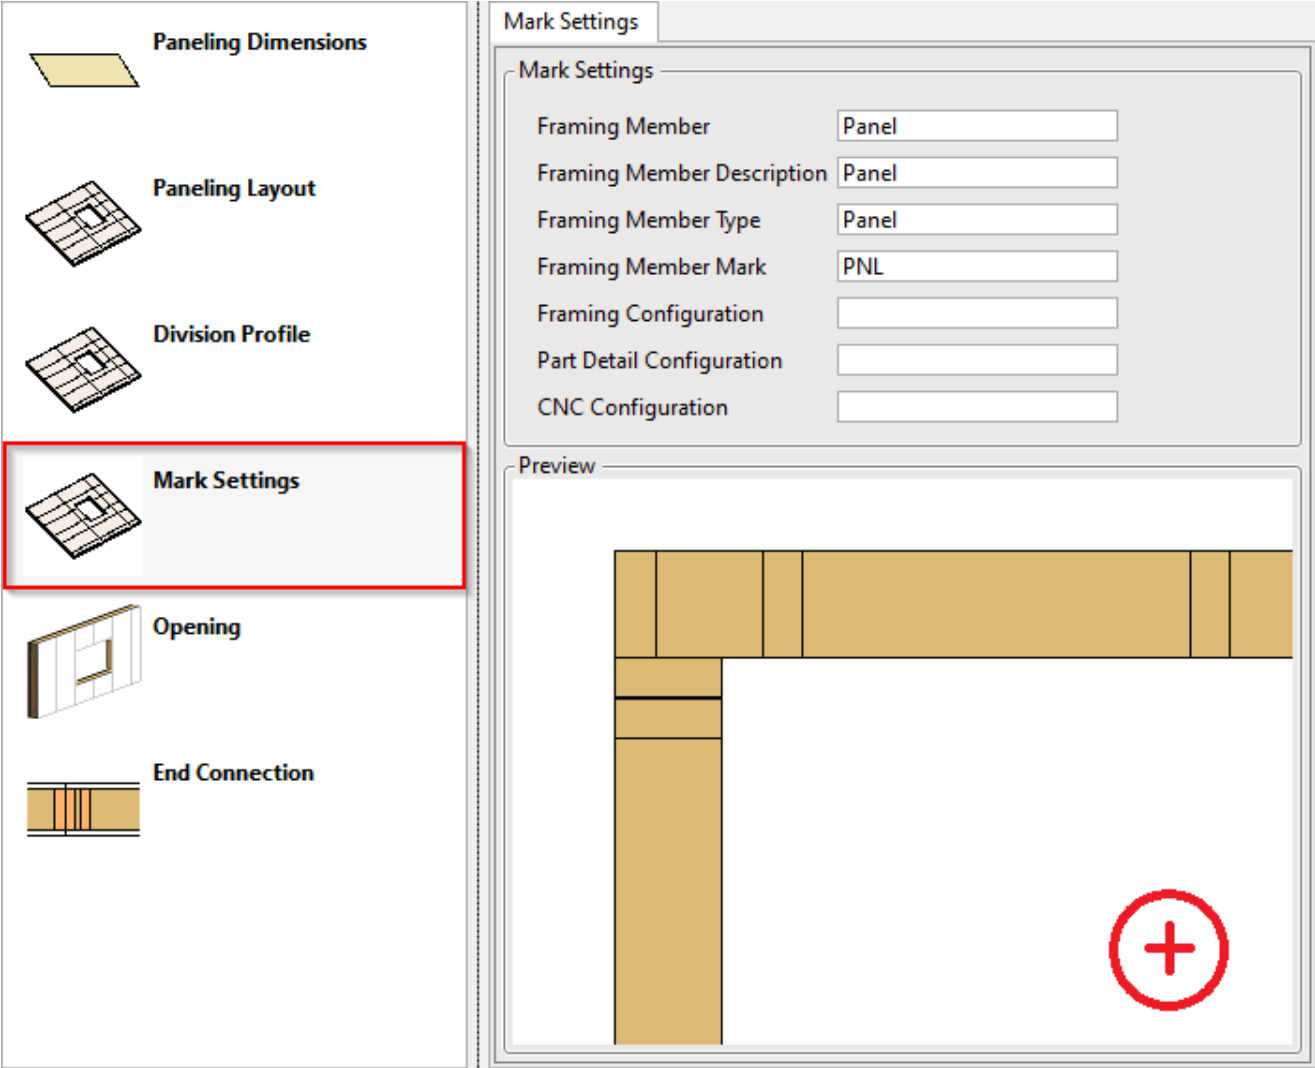 Paneling Dimensions
Paneling Layout
Division Profile
Mark Settings
Opening
End Connection
Mark Settings
Mark Settings
Framing Member Panel
Framing Member Description Panel
Framing Member Type Panel
Framing Member Mark PNL
Framing Configuration
Part Detail Configuration
CNC Configuration
Preview